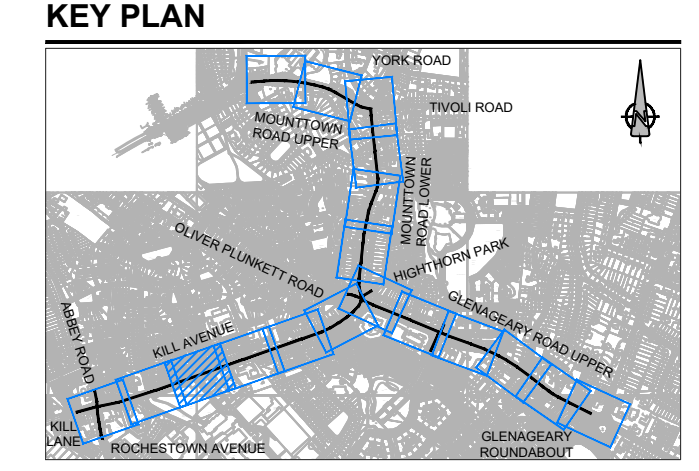 KEY PLAN
YORK ROAD
TIVOLI ROAD
MOUNTTOWN
ROAD UPPER
N
MOUNTTOWN
ROAD LOWER
OLIVER PLUNKETT ROAD
HIGHTHORN PARK
GLENAGEARY ROAD UPPER
ABBEY ROAD
KILL AVENUE
KILL
LANE
ROCHESTOWN AVENUE
GLENAGEARY
ROUNDABOUT